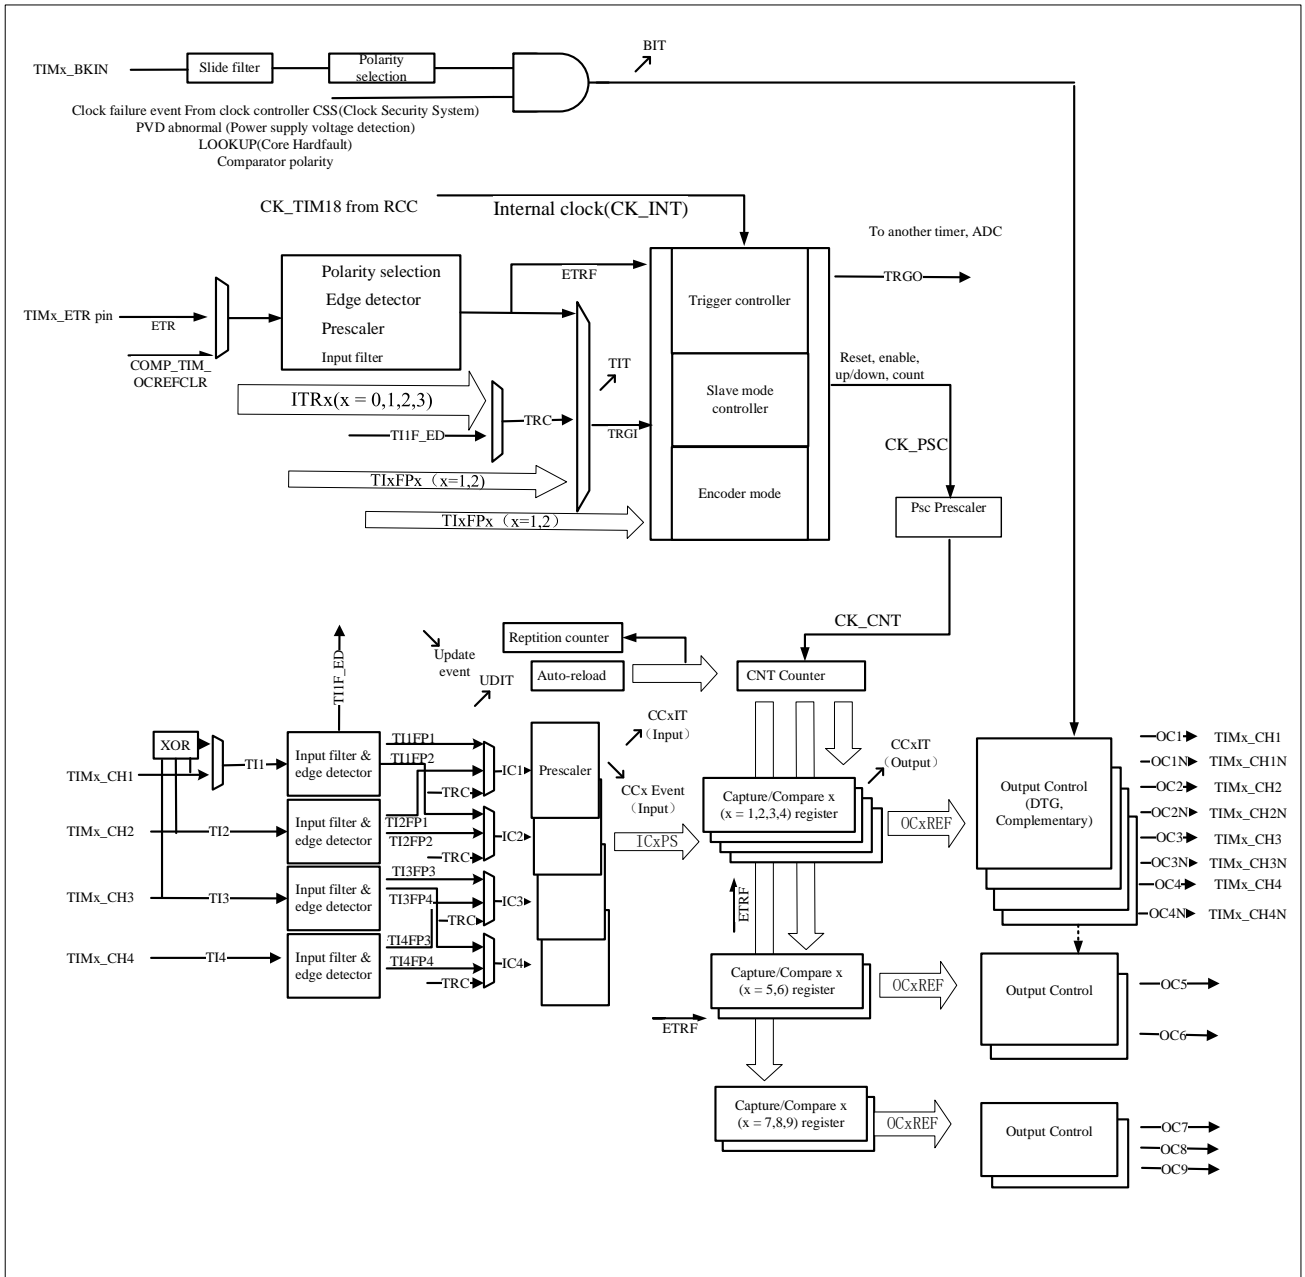 BIT
TIMx_BKIN
Slide filter
Polarity
selection
Clock failure event From clock controller CSS(Clock Security System)
PVD abnormal (Power supply voltage detection)
LOOKUP(Core Hardfault)
Comparator polarity
CK_TIM18 from RCC
Internal clock(CK_INT)
To another timer, ADC
TRGO
Polarity selection
Edge detector
Prescaler
Input filter
ETRF
Trigger controller
TIMx_ETR pin
ETR
COMP_TIM_
OCREFCLR
TIT
Reset, enable,
up/down, count
ITRx(x = 0,1,2,3)
TRC
TI1F_ED
TRGI
Slave mode
controller
CK_PSC
TIxFPx（x=1,2)
Encoder mode
TIxFPx（x=1,2）
Psc Prescaler
CK_CNT
Reptition counter
Update
event
Auto-reload
CNT Counter
UDIT
TI1F_ED
XOR
TIMx_CH1
TI1
Input filter &
edge detector
TI1FP1
TI1FP2
TRC
IC1
Prescaler
CCxIT
（Input）
CCx Event
（Input）
CCxIT
（Output）
TIMx_CH2
TI2
Input filter &
edge detector
TI2FP1
TI2FP2
TRC
IC2
ICxPS
Capture/Compare x
(x = 1,2,3,4) register
OCxREF
Output Control
(DTG,
Complementary)
OC1
TIMx_CH1
OC1N
TIMx_CH1N
OC2
TIMx_CH2
OC2N
TIMx_CH2N
OC3
TIMx_CH3
OC3N
TIMx_CH3N
OC4
TIMx_CH4
OC4N
TIMx_CH4N
TIMx_CH3
TI3
Input filter &
edge detector
TI3FP3
TI3FP4
TRC
IC3
ETRF
TIMx_CH4
TI4
Input filter &
edge detector
TI4FP3
TI4FP4
TRC
IC4
Capture/Compare x
(x = 5,6) register
ETRF
OCxREF
Output Control
OC5
OC6
Capture/Compare x
(x = 7,8,9) register
OCxREF
Output Control
OC7
OC8
OC9